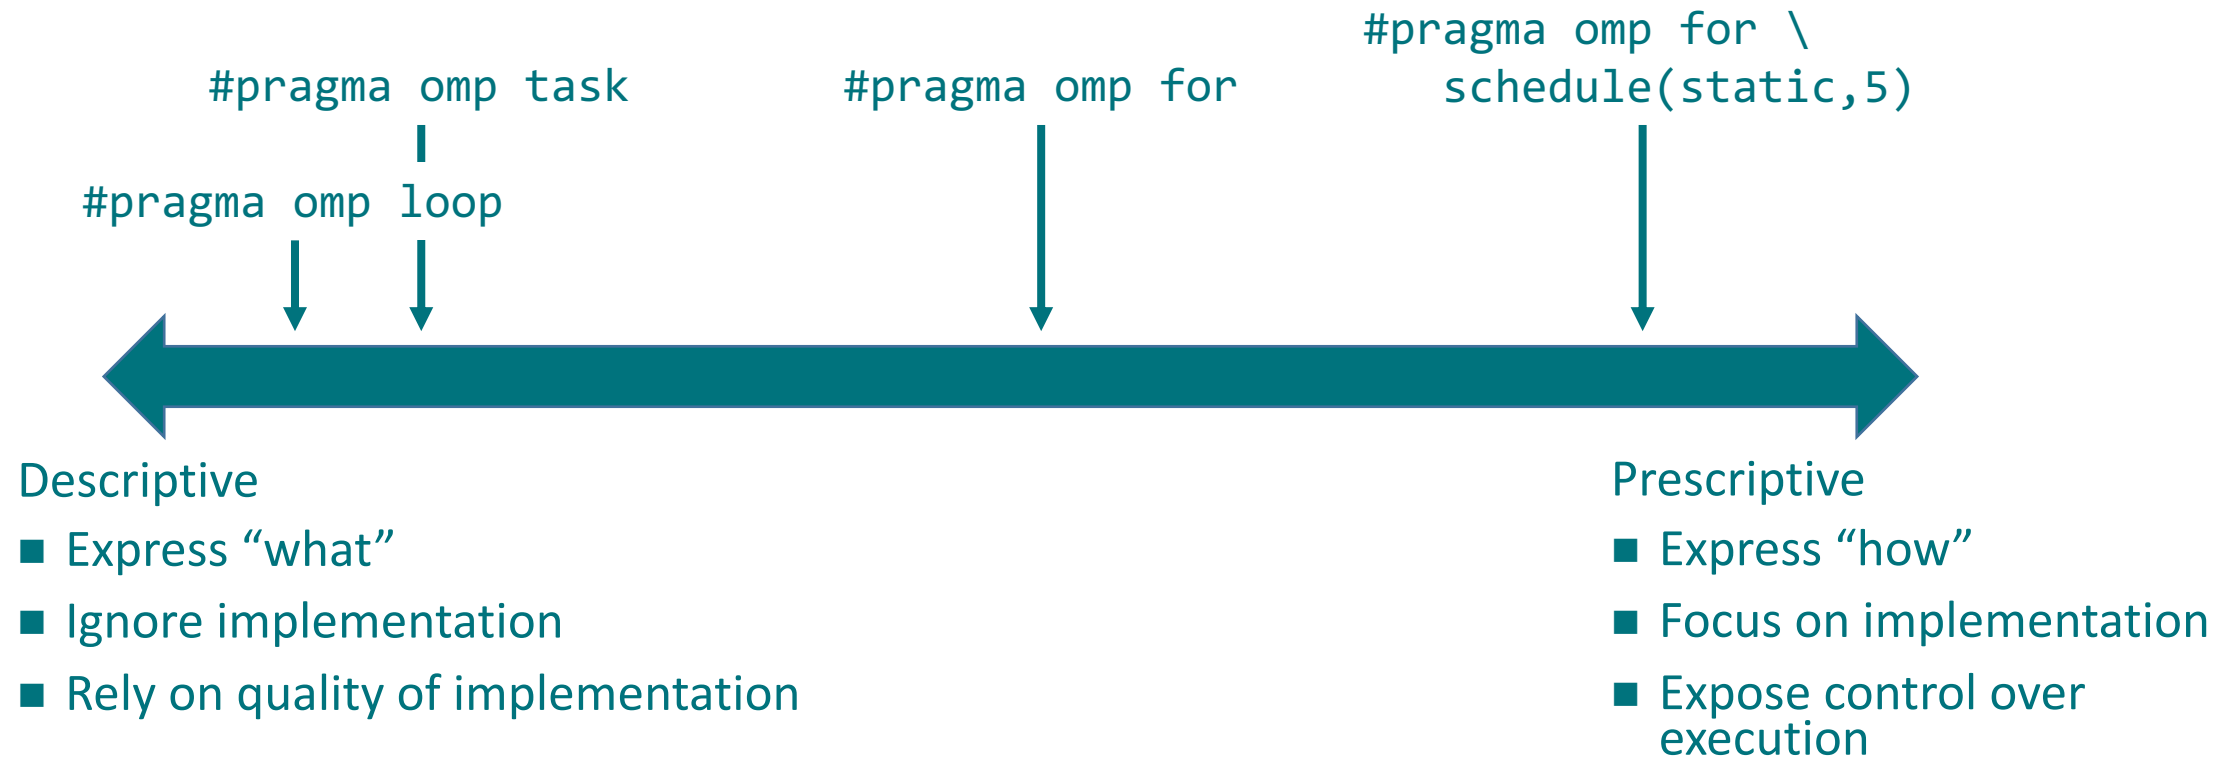 #pragma omp for \
schedule(static,5)
#pragma omp task
#pragma omp for
#pragma omp loop
Descriptive
■ Express “what”
■ Ignore implementation
■ Rely on quality of implementation
Prescriptive
■ Express “how”
■ Focus on implementation
■ Expose control over
execution